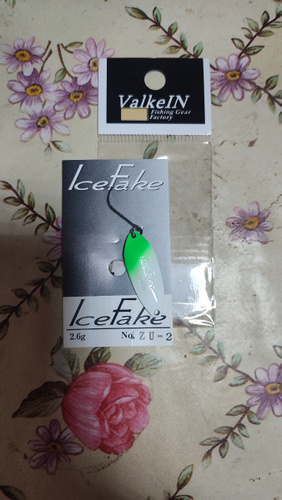 ValkeIN
Fishing Gear
Factory
IceFake
IceFake
2.6g No. ZU-2